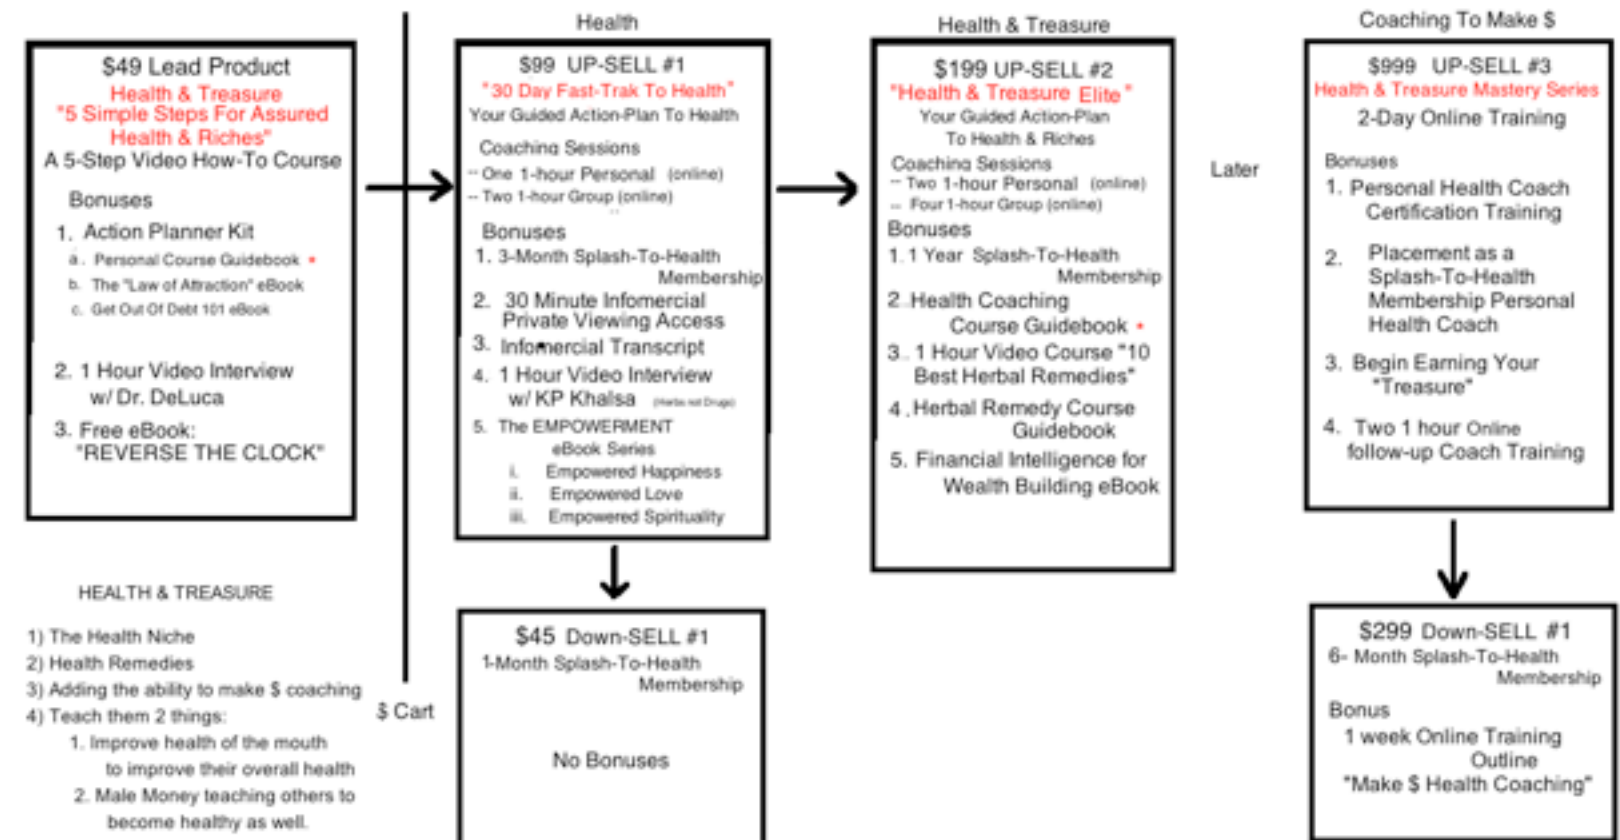 $49 Lead Product
Health & Treasure
"5 Simple Steps For Assured
Health & Riches"
A 5-Step Video How-To Course
Bonuses
1. Action Planner Kit
a. Personal Course Guidebook *
b. The "Law of Attraction" eBook
c. Get Out Of Debt 101 eBook
2. 1 Hour Video Interview
w/ Dr. DeLuca
3. Free eBook:
"REVERSE THE CLOCK"
HEALTH & TREASURE
1) The Health Niche
2) Health Remedies
3) Adding the ability to make $ coaching
4) Teach them 2 things:
1. Improve health of the mouth
to improve their overall health
2. Male Money teaching others to
become healthy as well.
$ Cart
Health
$99 UP-SELL #1
"30 Day Fast-Trak To Health"
Your Guided Action-Plan To Health
Coaching Sessions
-- One 1-hour Personal (online)
-- Two 1-hour Group (online)
Bonuses
1. 3-Month Splash-To-Health
Membership
2. 30 Minute Infomercial
Private Viewing Access
3. Infomercial Transcript
4. 1 Hour Video Interview
w/ KP Khalsa (Herbs not Drugs)
5. The EMPOWERMENT
eBook Series
i. Empowered Happiness
ii. Empowered Love
iii. Empowered Spirituality
$45 Down-SELL #1
1-Month Splash-To-Health
Membership
No Bonuses
Health & Treasure
$199 UP-SELL #2
"Health & Treasure Elite"
Your Guided Action-Plan
To Health & Riches
Coaching Sessions
-- Two 1-hour Personal (online)
-- Four 1-hour Group (online)
Bonuses
1. 1 Year Splash-To-Health
Membership
2. Health Coaching
Course Guidebook *
3. 1 Hour Video Course "10
Best Herbal Remedies"
4. Herbal Remedy Course
Guidebook
5. Financial Intelligence for
Wealth Building eBook
Later
Coaching To Make $
$999 UP-SELL #3
Health & Treasure Mastery Series
2-Day Online Training
Bonuses
1. Personal Health Coach
Certification Training
2. Placement as a
Splash-To-Health
Membership Personal
Health Coach
3. Begin Earning Your
"Treasure"
4. Two 1 hour Online
follow-up Coach Training
$299 Down-SELL #1
6- Month Splash-To-Health
Membership
Bonus
1 week Online Training
Outline
"Make $ Health Coaching"